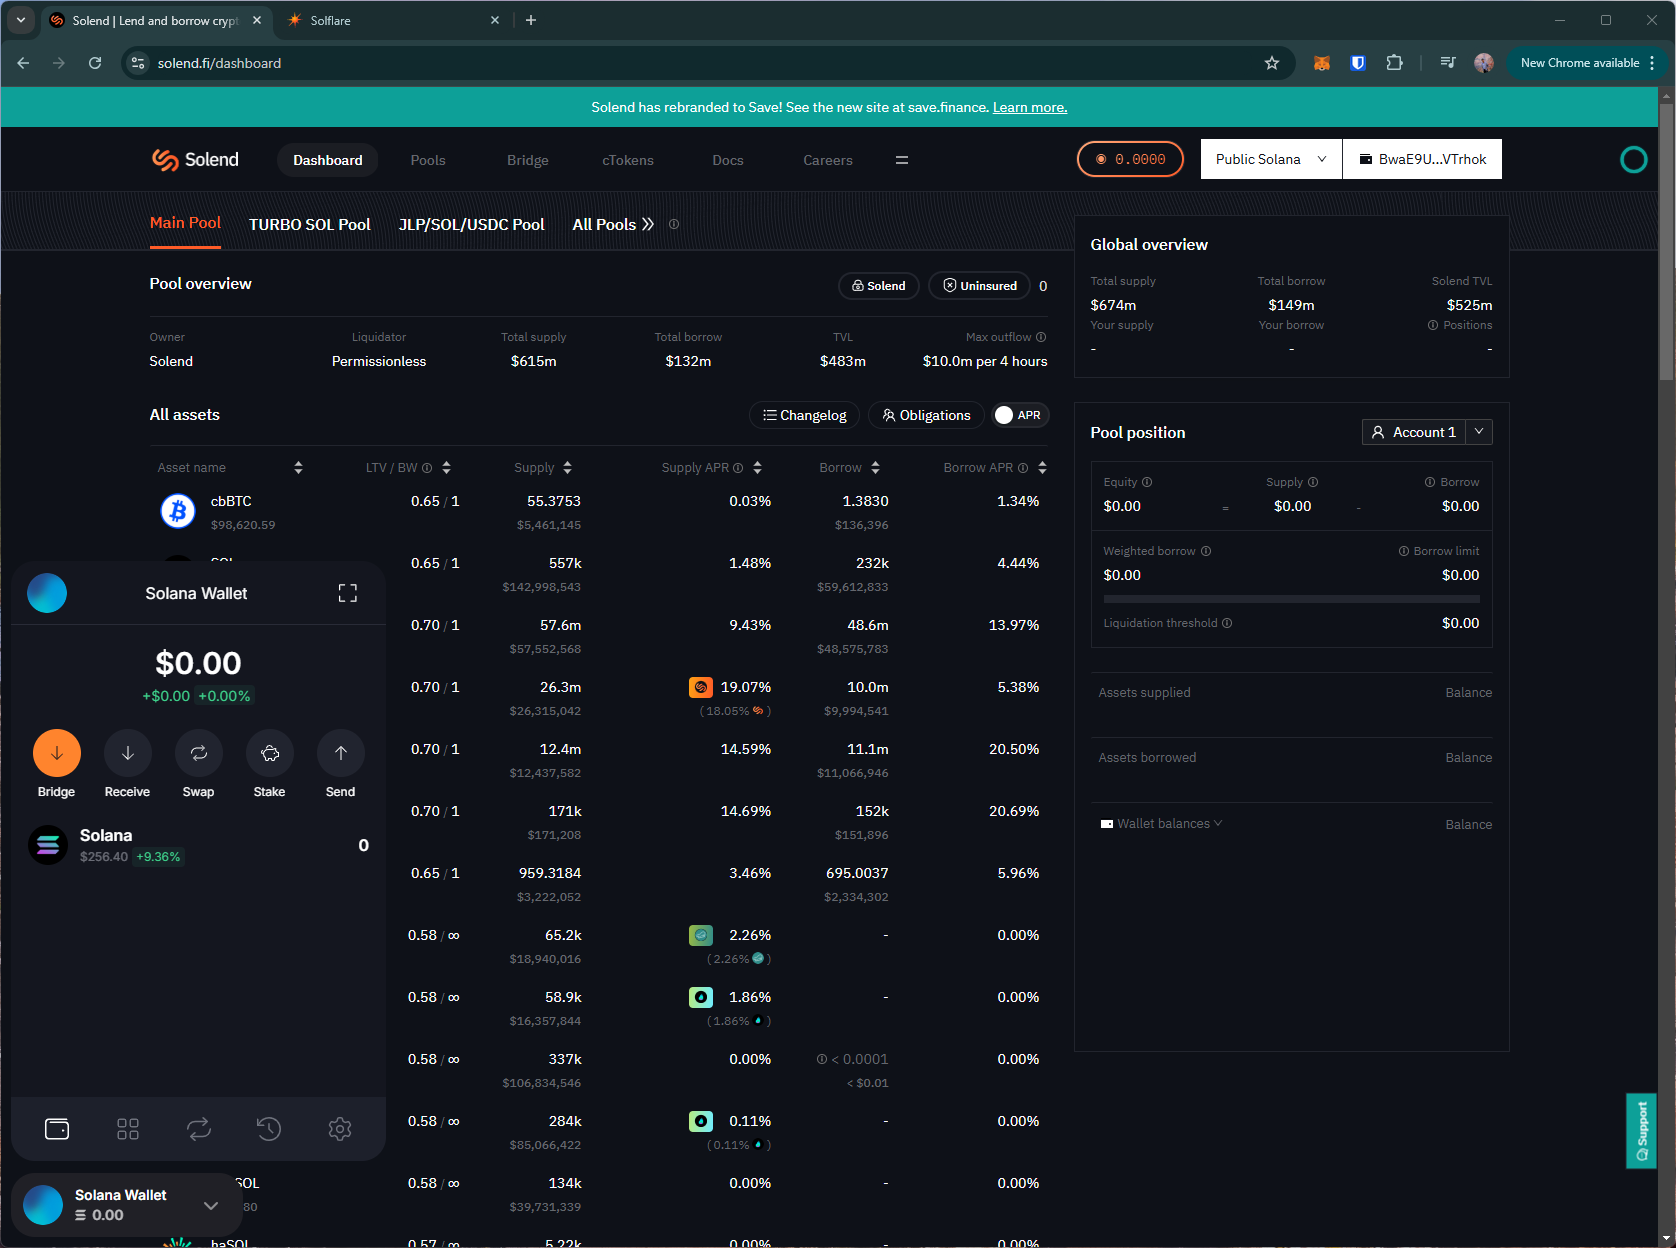 Solend | Lend and borrow crypt
Solflare
solend.fi/dashboard
New Chrome available
Solend has rebranded to Save! See the new site at save.finance. Learn more.
Solend
Dashboard
Pools
Bridge
cTokens
Docs
Careers
0.0000
Public Solana
BwaE9U...VTrhok
Main Pool
TURBO SOL Pool
JLP/SOL/USDC Pool
All Pools
Pool overview
Solend
Uninsured
0
Owner Liquidator Total supply Total borrow TVL Max outflow
Solend Permissionless $615m $132m $483m $10.0m per 4 hours
All assets
Changelog
Obligations
APR
Asset name LTV / BW Supply Supply APR Borrow Borrow APR
cbBTC 0.65 / 1 55.3753 0.03% 1.3830 1.34%
$98,620.59 $5,461,145 $136,396
0.65 / 1 557k 1.48% 232k 4.44%
$142,998,543 $59,612,833
0.70 / 1 57.6m 9.43% 48.6m 13.97%
$57,552,568 $48,575,783
0.70 / 1 26.3m 19.07% 10.0m 5.38%
$26,315,042 (18.05% ) $9,994,541
0.70 / 1 12.4m 14.59% 11.1m 20.50%
$12,437,582 $11,066,946
0.70 / 1 171k 14.69% 152k 20.69%
$171,208 $151,896
0.65 / 1 959.3184 3.46% 695.0037 5.96%
$3,222,052 $2,334,302
0.58 / ∞ 65.2k 2.26% - 0.00%
$18,940,016 (2.26% )
0.58 / ∞ 58.9k 1.86% - 0.00%
$16,357,844 (1.86% )
0.58 / ∞ 337k 0.00% < 0.0001 0.00%
$106,834,546 < $0.01
0.58 / ∞ 284k 0.11% - 0.00%
$85,066,422 (0.11% )
SOL 0.58 / ∞ 134k 0.00% - 0.00%
80 $39,731,339
haSOL 0.57 / ∞ 5.22k 0.00% - 0.00%
Global overview
Total supply Total borrow Solend TVL
$674m $149m $525m
Your supply Your borrow Positions
- - -
Pool position
Account 1
Equity Supply Borrow
$0.00 = $0.00 - $0.00
Weighted borrow Borrow limit
$0.00 $0.00
Liquidation threshold $0.00
Assets supplied Balance
Assets borrowed Balance
Wallet balances Balance
Support
Solana Wallet
$0.00
+$0.00 +0.00%
Bridge Receive Swap Stake Send
Solana
$256.40 +9.36%
0
Solana Wallet
0.00